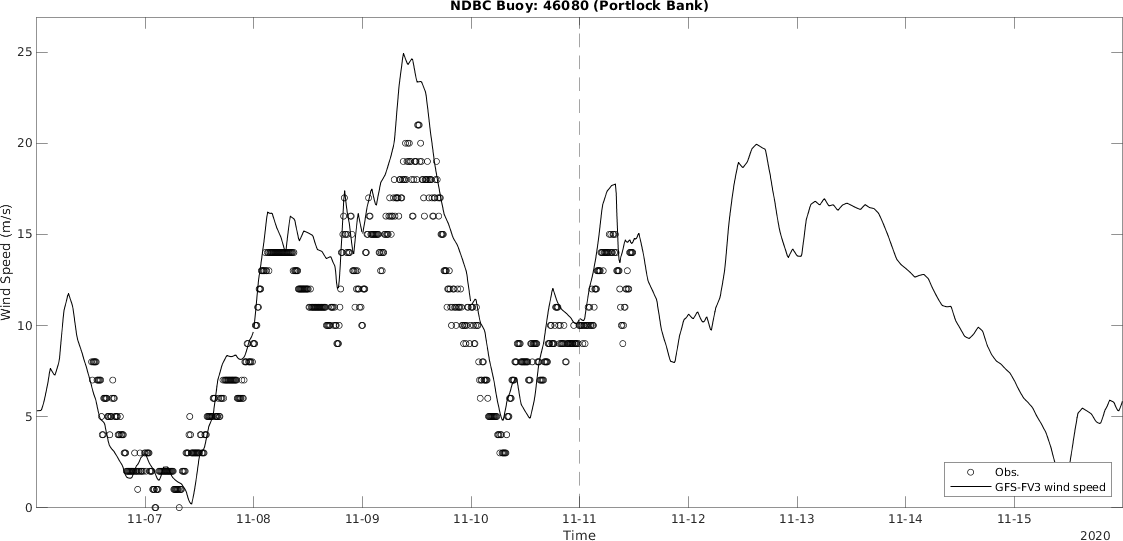 NDBC Buoy: 46080 (Portlock Bank)
Wind Speed (m/s)
25
20
15
10
5
0
11-07 11-08 11-09 11-10 11-11 11-12 11-13 11-14 11-15
Time
2020
Obs.
GFS-FV3 wind speed